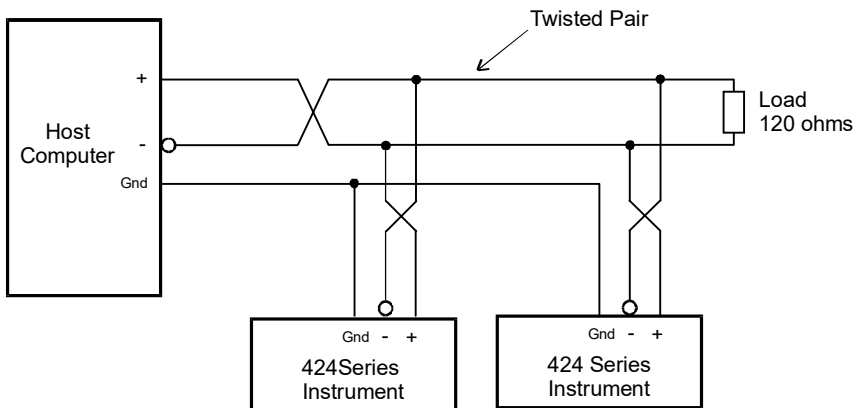 Twisted Pair
+
Host
Computer
-
Gnd
Load
120 ohms
Gnd - +
424Series
Instrument
Gnd - +
424 Series
Instrument